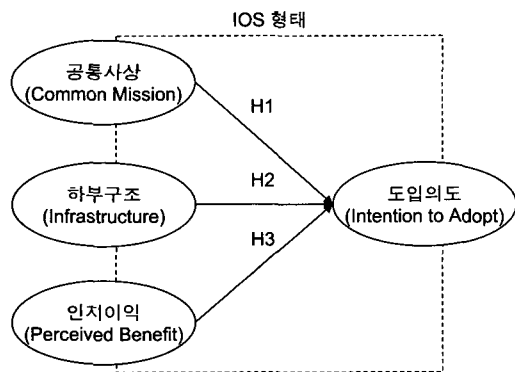 IOS 형태
공통사상
(Common Mission)
H1
하부구조
(Infrastructure)
H2
도입의도
(Intention to Adopt)
H3
인지이익
(Perceived Benefit)